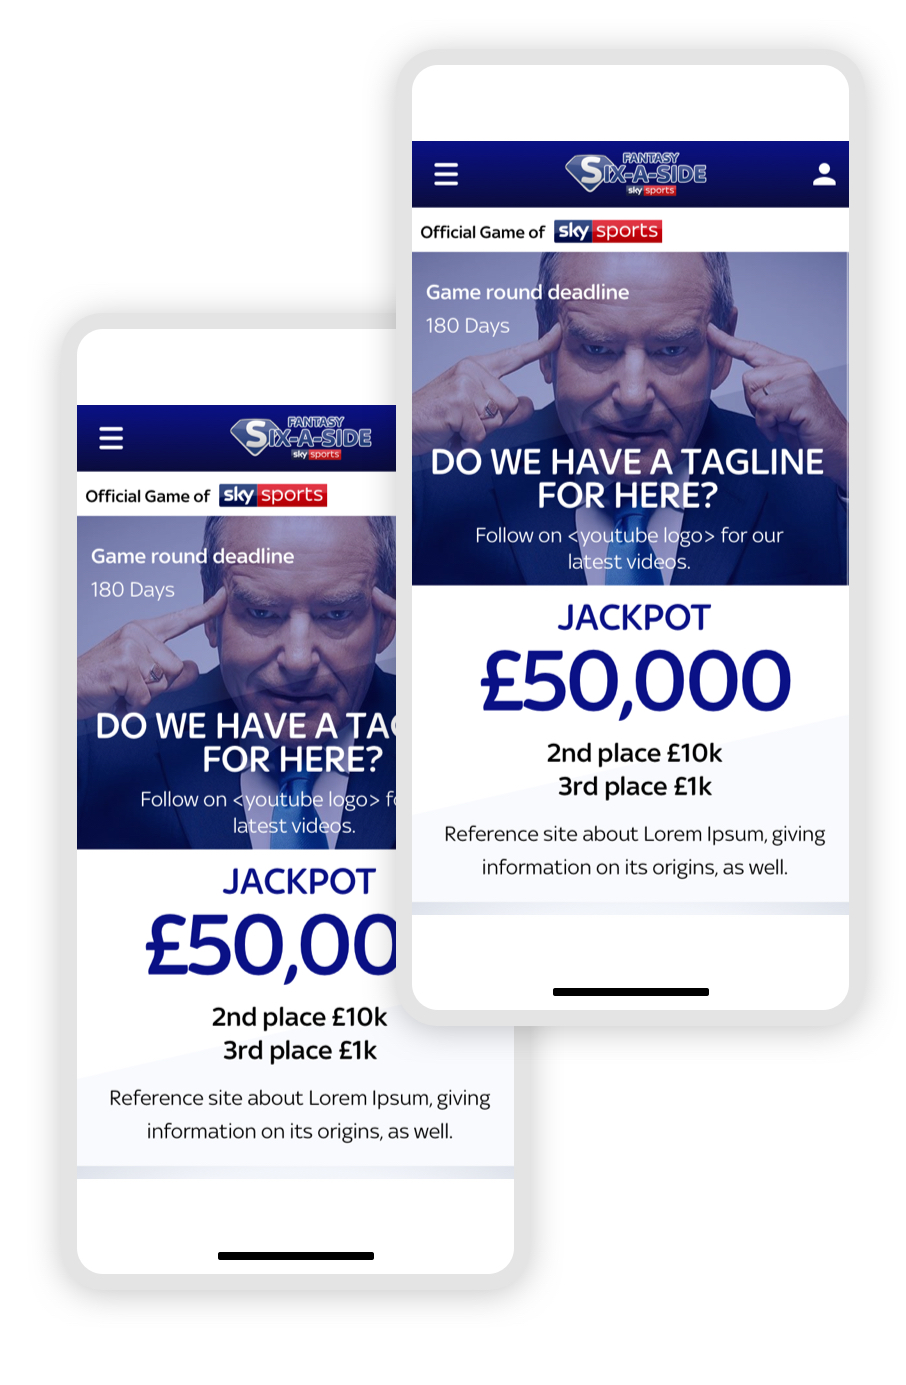 FANTASY
SIX-A-SIDE
sky sports
Official Game of sky sports
Game round deadline
180 Days
DO WE HAVE A TAGLINE
FOR HERE?
Follow on <youtube logo> for our
latest videos.
JACKPOT
£50,000
2nd place £10k
3rd place £1k
Reference site about Lorem Ipsum, giving
information on its origins, as well.
FANTASY
SIX-A-SIDE
sky sports
Official Game of sky sports
Game round deadline
180 Days
DO WE HAVE A TAG
FOR HERE?
Follow on <youtube logo> fo
latest videos.
JACKPOT
£50,00
2nd place £10k
3rd place £1k
Reference site about Lorem Ipsum, giving
information on its origins, as well.